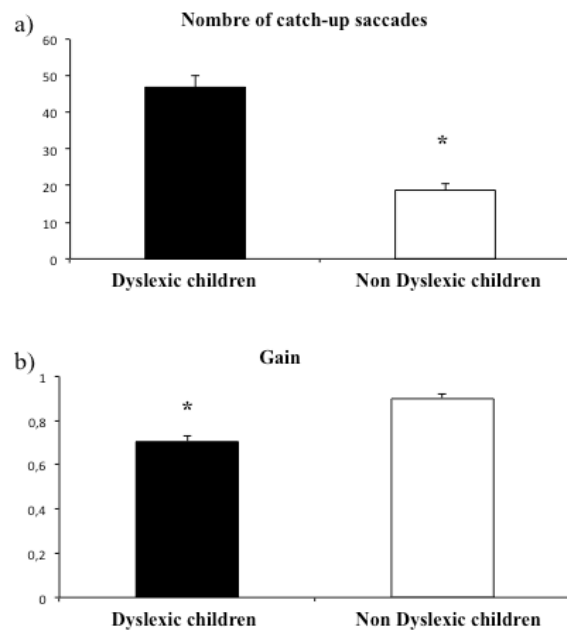 a)
Nombre of catch-up saccades
60
50
40
30
20
10
0
*
Dyslexic children
Non Dyslexic children
b)
Gain
1
0,8
0,6
0,4
0,2
0
*
Dyslexic children
Non Dyslexic children